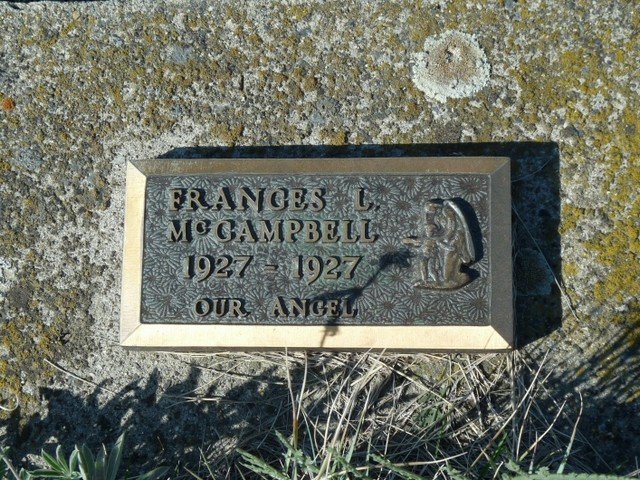 FRANCES L.
McCAMPBELL
1927 - 1927
OUR ANGEL